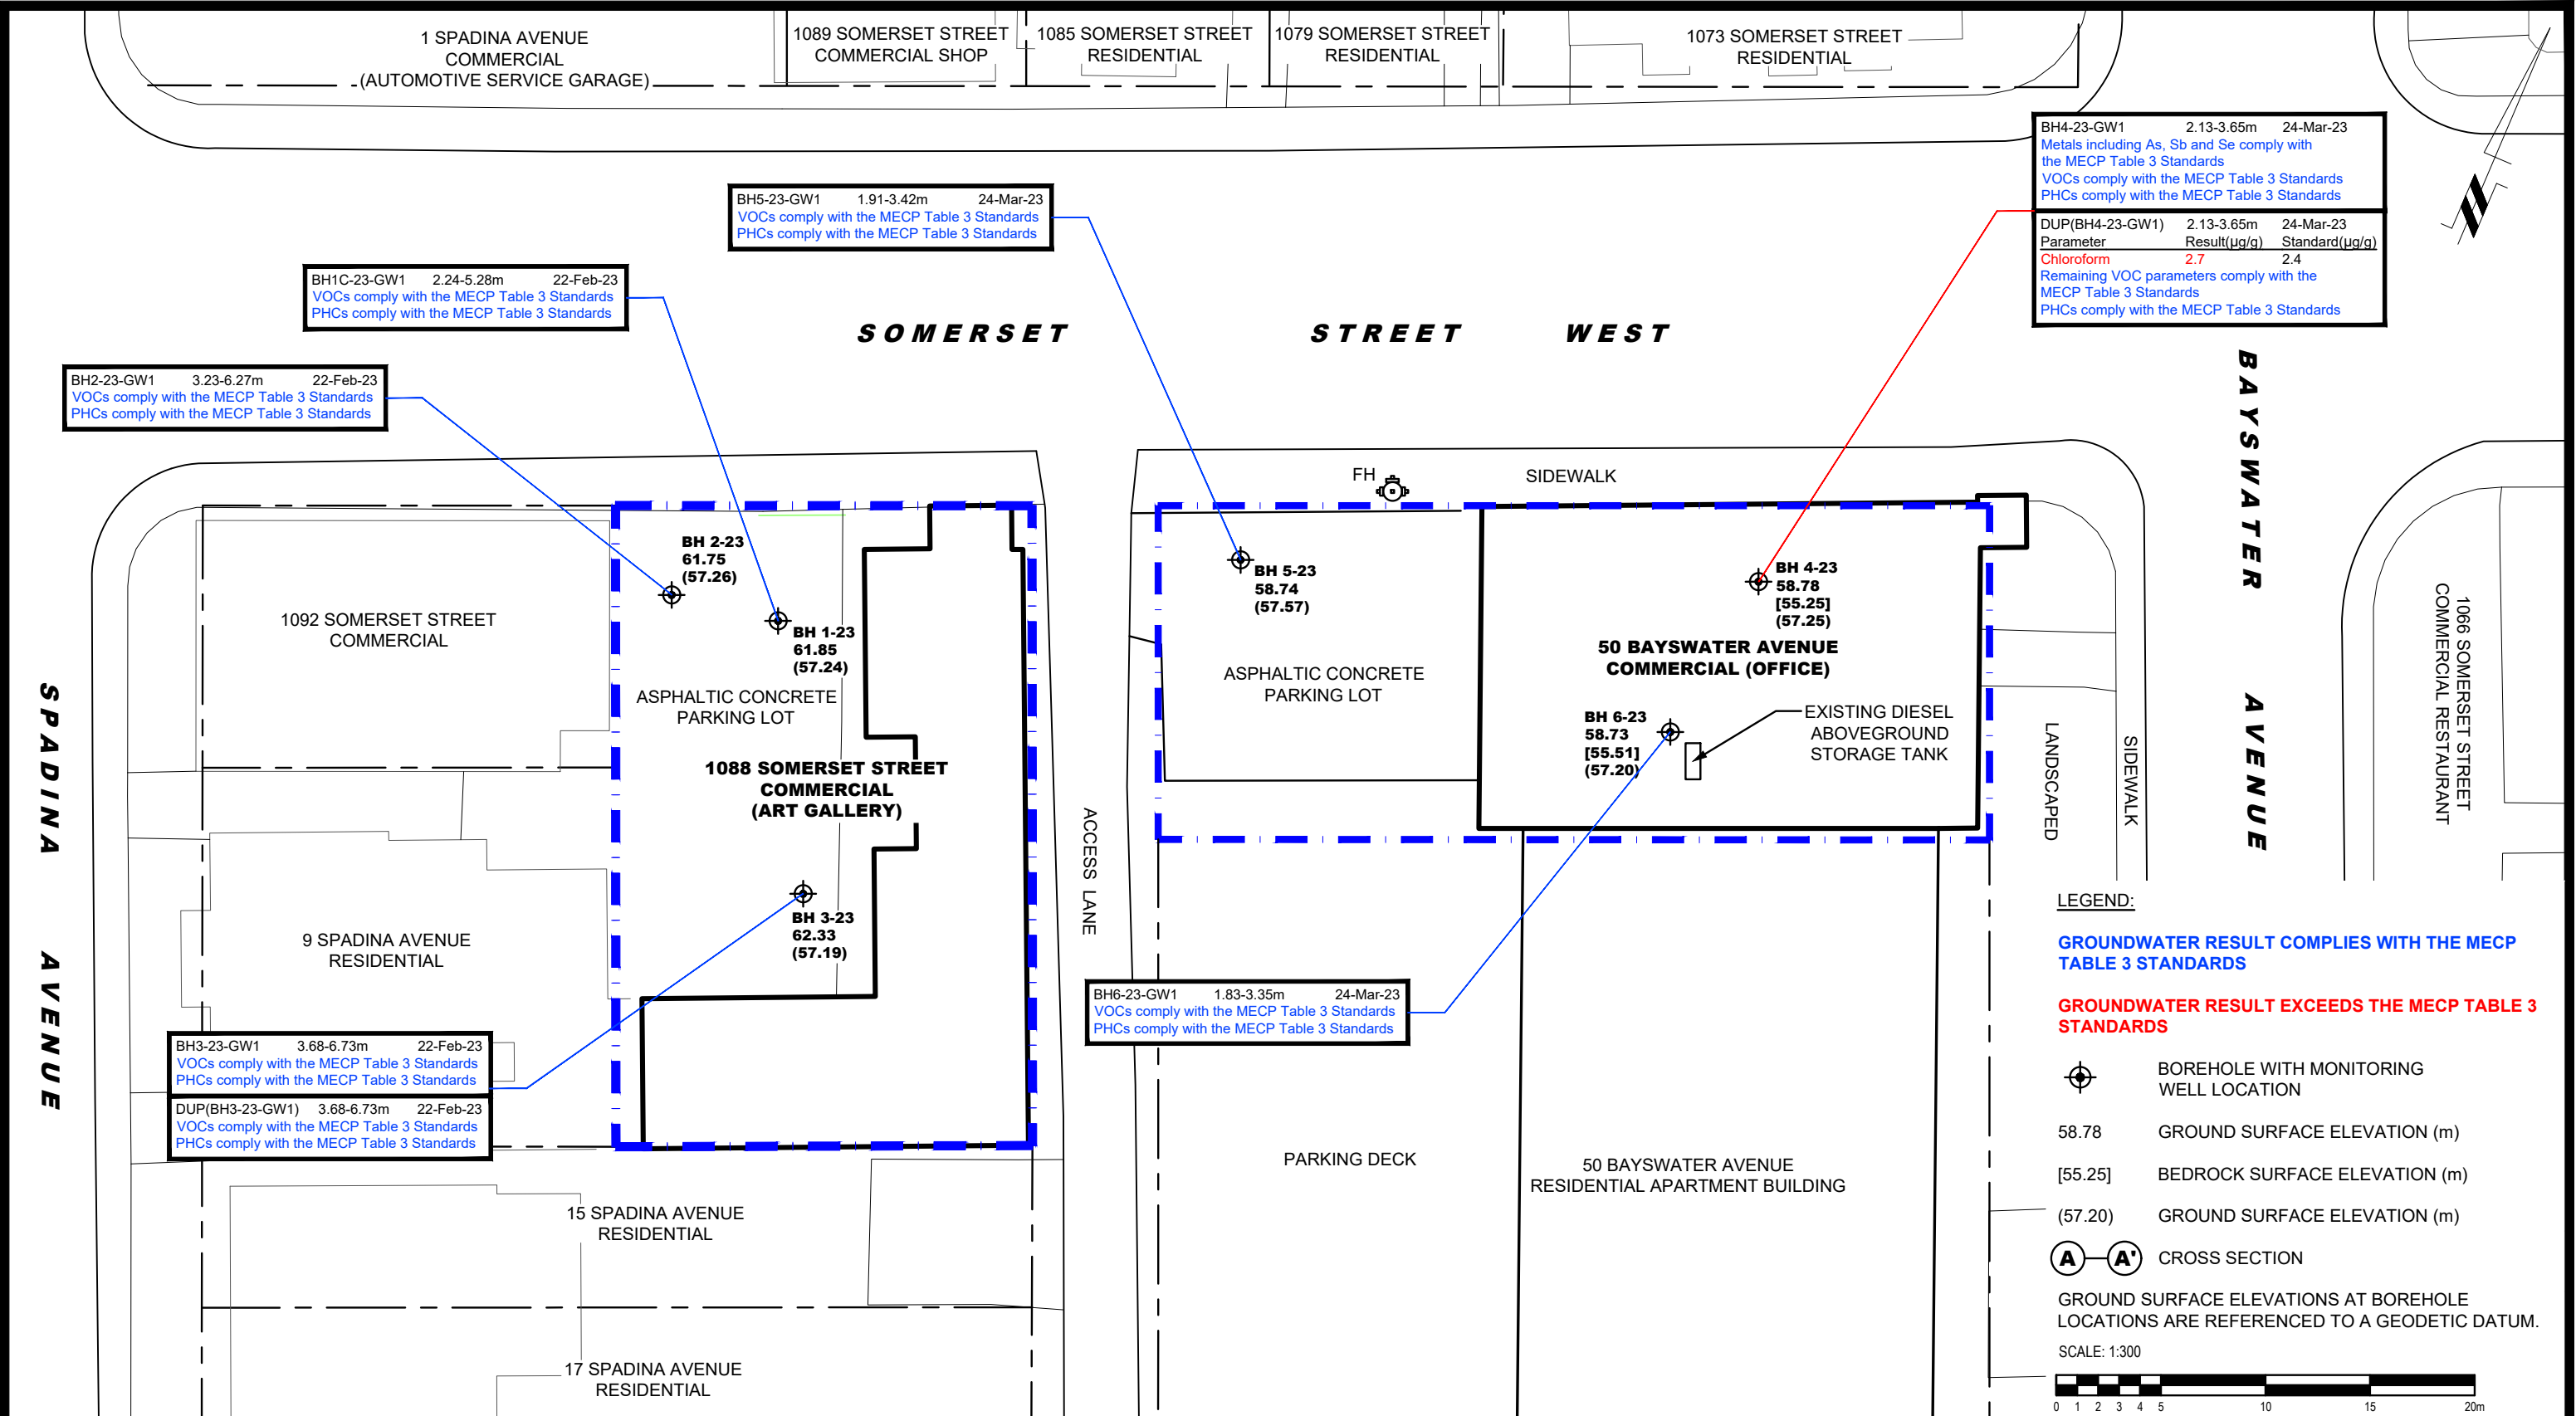 1 SPADINA AVENUE
COMMERCIAL
(AUTOMOTIVE SERVICE GARAGE)
1089 SOMERSET STREET
COMMERCIAL SHOP
1085 SOMERSET STREET
RESIDENTIAL
1079 SOMERSET STREET
RESIDENTIAL
1073 SOMERSET STREET
RESIDENTIAL
BH4-23-GW1 2.13-3.65m 24-Mar-23
Metals including As, Sb and Se comply with
the MECP Table 3 Standards
VOCs comply with the MECP Table 3 Standards
PHCs comply with the MECP Table 3 Standards
DUP(BH4-23-GW1) 2.13-3.65m 24-Mar-23
Parameter Result(µg/g) Standard(µg/g)
Chloroform 2.7 2.4
Remaining VOC parameters comply with the
MECP Table 3 Standards
PHCs comply with the MECP Table 3 Standards
BH5-23-GW1 1.91-3.42m 24-Mar-23
VOCs comply with the MECP Table 3 Standards
PHCs comply with the MECP Table 3 Standards
BH1C-23-GW1 2.24-5.28m 22-Feb-23
VOCs comply with the MECP Table 3 Standards
PHCs comply with the MECP Table 3 Standards
BH2-23-GW1 3.23-6.27m 22-Feb-23
VOCs comply with the MECP Table 3 Standards
PHCs comply with the MECP Table 3 Standards
SOMERSET STREET WEST
BAYSWATER AVENUE
SPADINA AVENUE
FH
SIDEWALK
BH 2-23
61.75
(57.26)
BH 1-23
61.85
(57.24)
BH 5-23
58.74
(57.57)
BH 4-23
58.78
[55.25]
(57.25)
1092 SOMERSET STREET
COMMERCIAL
ASPHALTIC CONCRETE
PARKING LOT
1088 SOMERSET STREET
COMMERCIAL
(ART GALLERY)
ASPHALTIC CONCRETE
PARKING LOT
50 BAYSWATER AVENUE
COMMERCIAL (OFFICE)
BH 6-23
58.73
[55.51]
(57.20)
EXISTING DIESEL
ABOVEGROUND
STORAGE TANK
LANDSCAPED
SIDEWALK
1066 SOMERSET STREET
COMMERCIAL RESTAURANT
ACCESS LANE
BH 3-23
62.33
(57.19)
9 SPADINA AVENUE
RESIDENTIAL
BH3-23-GW1 3.68-6.73m 22-Feb-23
VOCs comply with the MECP Table 3 Standards
PHCs comply with the MECP Table 3 Standards
DUP(BH3-23-GW1) 3.68-6.73m 22-Feb-23
VOCs comply with the MECP Table 3 Standards
PHCs comply with the MECP Table 3 Standards
BH6-23-GW1 1.83-3.35m 24-Mar-23
VOCs comply with the MECP Table 3 Standards
PHCs comply with the MECP Table 3 Standards
15 SPADINA AVENUE
RESIDENTIAL
17 SPADINA AVENUE
RESIDENTIAL
PARKING DECK
50 BAYSWATER AVENUE
RESIDENTIAL APARTMENT BUILDING
LEGEND:
GROUNDWATER RESULT COMPLIES WITH THE MECP
TABLE 3 STANDARDS
GROUNDWATER RESULT EXCEEDS THE MECP TABLE 3
STANDARDS
BOREHOLE WITH MONITORING
WELL LOCATION
58.78 GROUND SURFACE ELEVATION (m)
[55.25] BEDROCK SURFACE ELEVATION (m)
(57.20) GROUND SURFACE ELEVATION (m)
A A' CROSS SECTION
GROUND SURFACE ELEVATIONS AT BOREHOLE
LOCATIONS ARE REFERENCED TO A GEODETIC DATUM.
SCALE: 1:300
0 1 2 3 4 5 10 15 20m